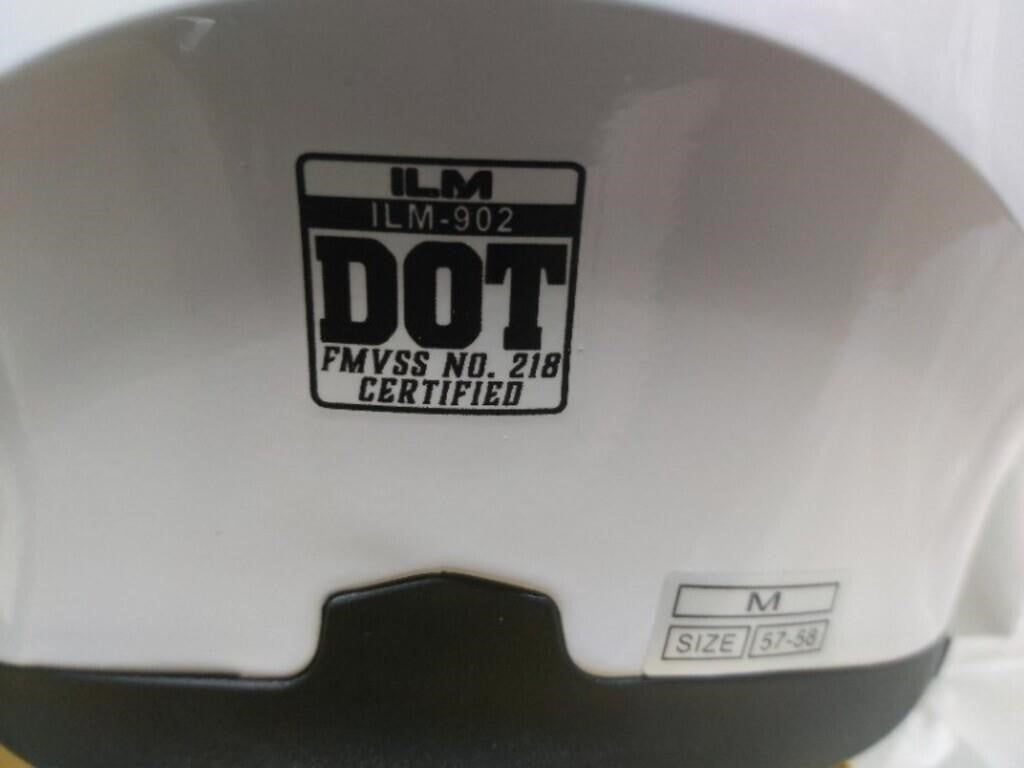 ILM
ILM-902
DOT
FMVSS NO. 218
CERTIFIED
M
SIZE 57-58